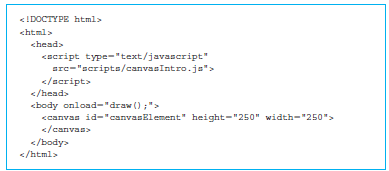 <!DOCTYPE html>
<html>
<head>
<script type="text/javascript"
src="scripts/canvasIntro.js">
</script>
</head>
<body onload="draw();">
<canvas id="canvasElement" height="250" width="250">
</canvas>
</body>
</html>